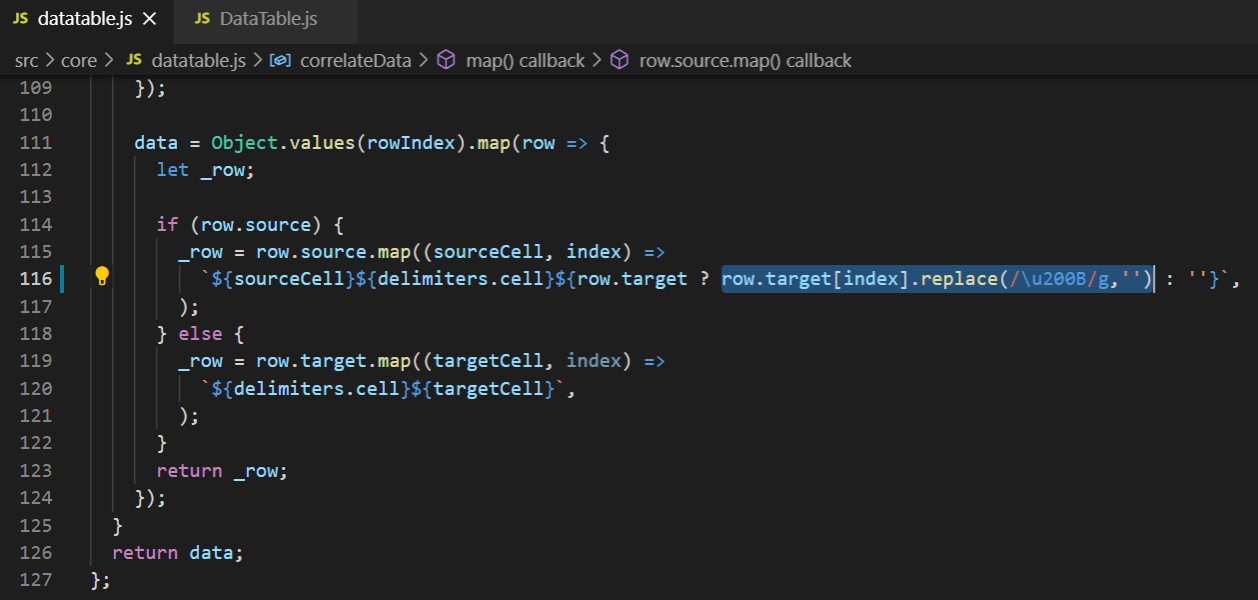 JS datatable.js × JS DataTable.js
src > core > JS datatable.js > correlateData > map() callback > row.source.map() callback
109 });
110
111 data = Object.values(rowIndex).map(row => {
112 let _row;
113
114 if (row.source) {
115 _row = row.source.map((sourceCell, index) =>
116 `${sourceCell}${delimiters.cell}${row.target ? row.target[index].replace(/\u200B/g,'') : ''}`,
117 );
118 } else {
119 _row = row.target.map((targetCell, index) =>
120 `${delimiters.cell}${targetCell}`,
121 );
122 }
123 return _row;
124 });
125 }
126 return data;
127 };